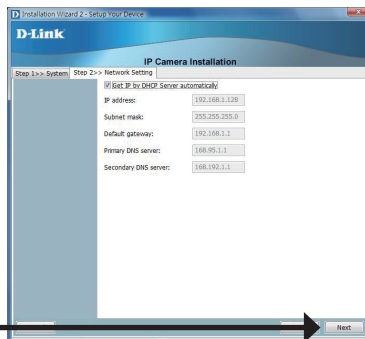 Installation Wizard 2 - Setup Your Device
D-Link
IP Camera Installation
Step 1>> System Step 2>> Network Setting
Get IP by DHCP Server automatically
IP address: 192.168.1.128
Subnet mask: 255.255.255.0
Default gateway: 192.168.1.1
Primary DNS server: 168.95.1.1
Secondary DNS server: 168.192.1.1
Next